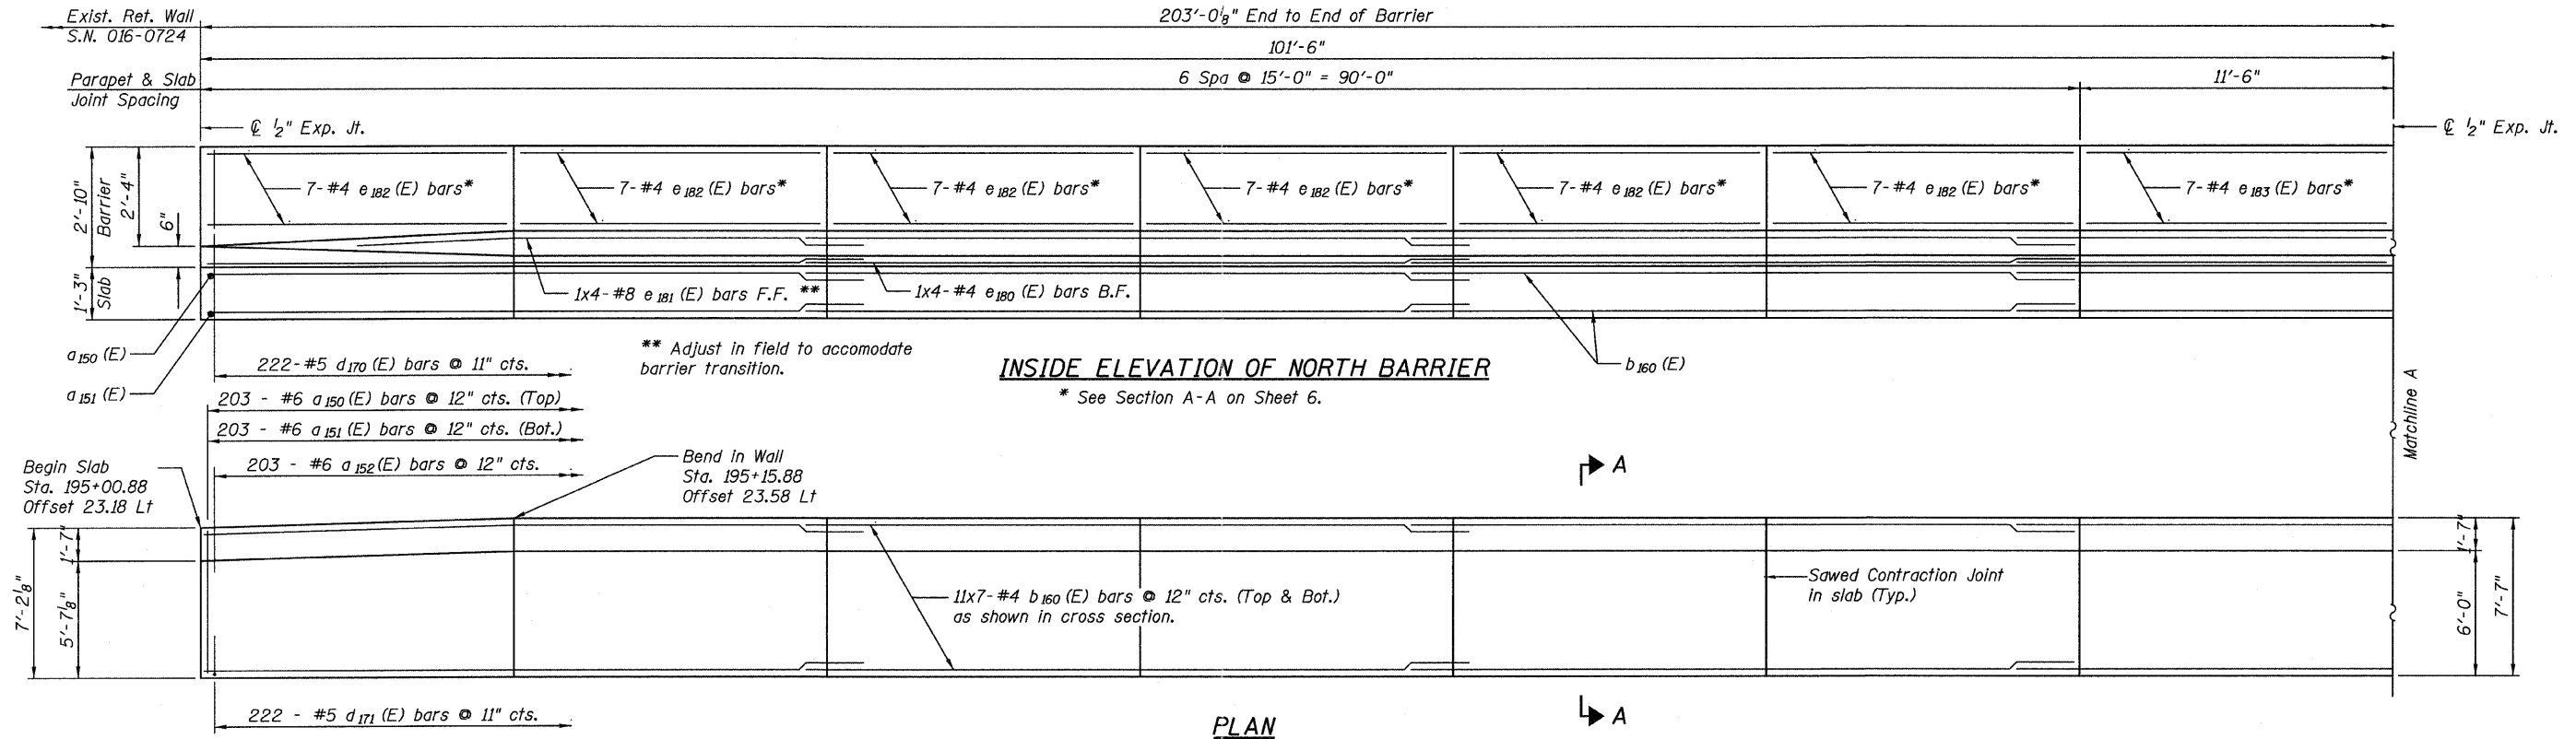 Exist. Ret. Wall
S.N. 016-0724
203'-0⅛" End to End of Barrier
101'-6"
Parapet & Slab
Joint Spacing
6 Spa @ 15'-0" = 90'-0"
11'-6"
℄ ½" Exp. Jt.
℄ ½" Exp. Jt.
2'-10"
Barrier
2'-4"
6"
1'-3"
Slab
7-#4 e182 (E) bars*
7-#4 e182 (E) bars*
7-#4 e182 (E) bars*
7-#4 e182 (E) bars*
7-#4 e182 (E) bars*
7-#4 e182 (E) bars*
7-#4 e183 (E) bars*
1x4-#8 e181 (E) bars F.F. **
1x4-#4 e180 (E) bars B.F.
a150 (E)
a151 (E)
222-#5 d170 (E) bars @ 11" cts.
** Adjust in field to accomodate
barrier transition.
INSIDE ELEVATION OF NORTH BARRIER
* See Section A-A on Sheet 6.
b160 (E)
Matchline A
203 - #6 a150 (E) bars @ 12" cts. (Top)
203 - #6 a151 (E) bars @ 12" cts. (Bot.)
203 - #6 a152 (E) bars @ 12" cts.
Begin Slab
Sta. 195+00.88
Offset 23.18 Lt
Bend in Wall
Sta. 195+15.88
Offset 23.58 Lt
A
7'-2⅛"
1'-7"
5'-7⅛"
11x7-#4 b160 (E) bars @ 12" cts. (Top & Bot.)
as shown in cross section.
Sawed Contraction Joint
in slab (Typ.)
1'-7"
6'-0"
7'-7"
222 - #5 d171 (E) bars @ 11" cts.
A
PLAN